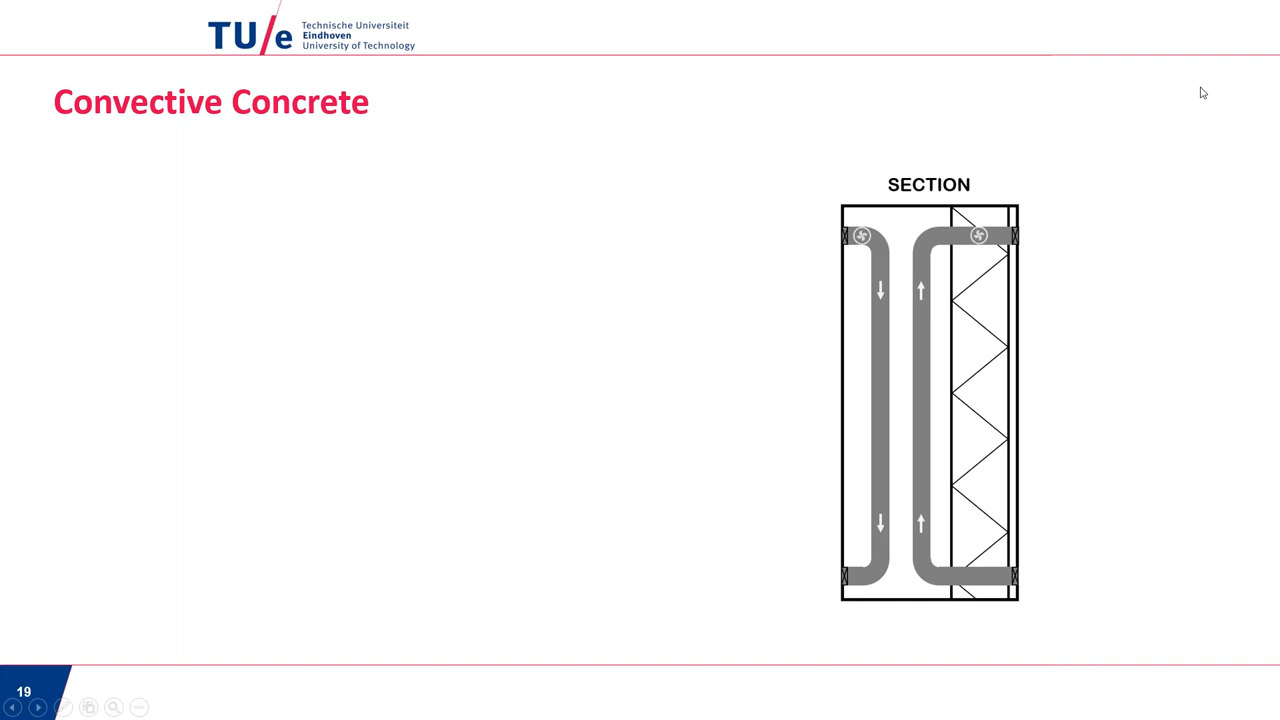 TU/e
Technische Universiteit
Eindhoven
University of Technology
Convective Concrete
SECTION
19